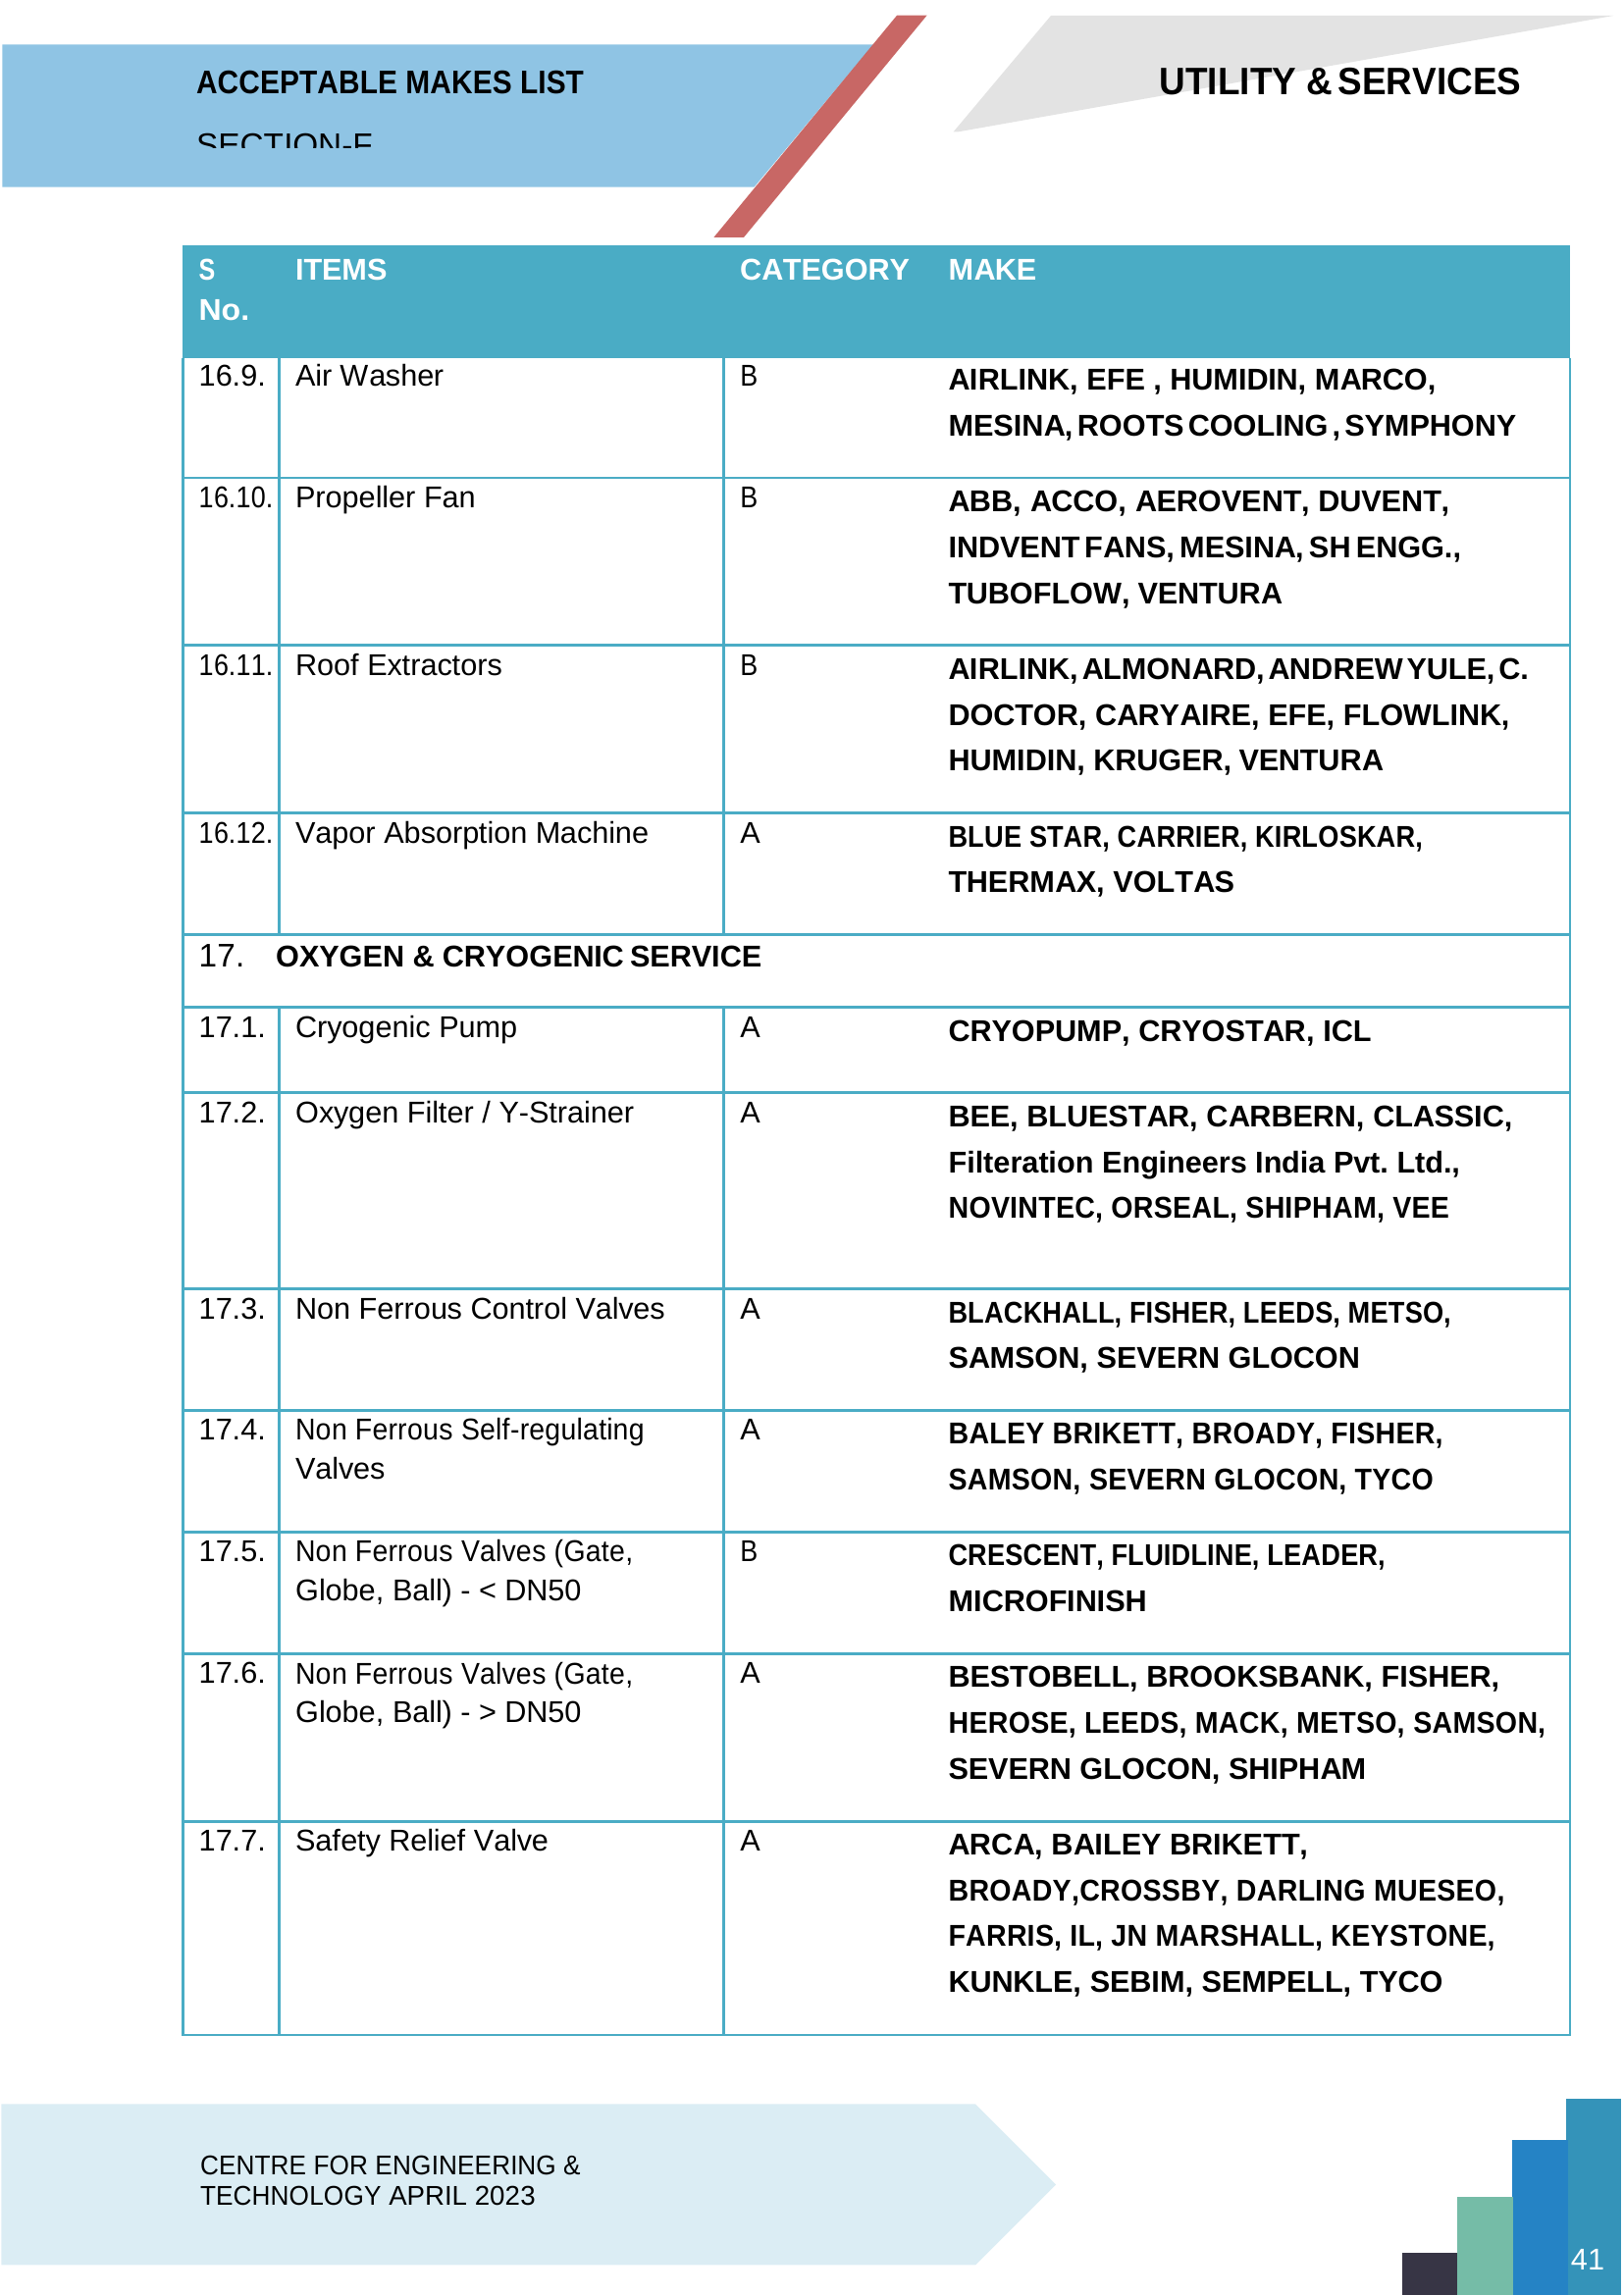 ACCEPTABLE MAKES LIST
UTILITY & SERVICES
SECTION-F
S No. ITEMS CATEGORY MAKE
16.9. Air Washer B AIRLINK, EFE , HUMIDIN, MARCO,
MESINA, ROOTS COOLING , SYMPHONY
16.10. Propeller Fan B ABB, ACCO, AEROVENT, DUVENT,
INDVENT FANS, MESINA, SH ENGG.,
TUBOFLOW, VENTURA
16.11. Roof Extractors B AIRLINK, ALMONARD, ANDREW YULE, C.
DOCTOR, CARYAIRE, EFE, FLOWLINK,
HUMIDIN, KRUGER, VENTURA
16.12. Vapor Absorption Machine A BLUE STAR, CARRIER, KIRLOSKAR,
THERMAX, VOLTAS
17. OXYGEN & CRYOGENIC SERVICE
17.1. Cryogenic Pump A CRYOPUMP, CRYOSTAR, ICL
17.2. Oxygen Filter / Y-Strainer A BEE, BLUESTAR, CARBERN, CLASSIC,
Filteration Engineers India Pvt. Ltd.,
NOVINTEC, ORSEAL, SHIPHAM, VEE
17.3. Non Ferrous Control Valves A BLACKHALL, FISHER, LEEDS, METSO,
SAMSON, SEVERN GLOCON
17.4. Non Ferrous Self-regulating A BALEY BRIKETT, BROADY, FISHER,
Valves SAMSON, SEVERN GLOCON, TYCO
17.5. Non Ferrous Valves (Gate, B CRESCENT, FLUIDLINE, LEADER,
Globe, Ball) - < DN50 MICROFINISH
17.6. Non Ferrous Valves (Gate, A BESTOBELL, BROOKSBANK, FISHER,
Globe, Ball) - > DN50 HEROSE, LEEDS, MACK, METSO, SAMSON,
SEVERN GLOCON, SHIPHAM
17.7. Safety Relief Valve A ARCA, BAILEY BRIKETT,
BROADY,CROSSBY, DARLING MUESEO,
FARRIS, IL, JN MARSHALL, KEYSTONE,
KUNKLE, SEBIM, SEMPELL, TYCO
CENTRE FOR ENGINEERING &
TECHNOLOGY APRIL 2023
41